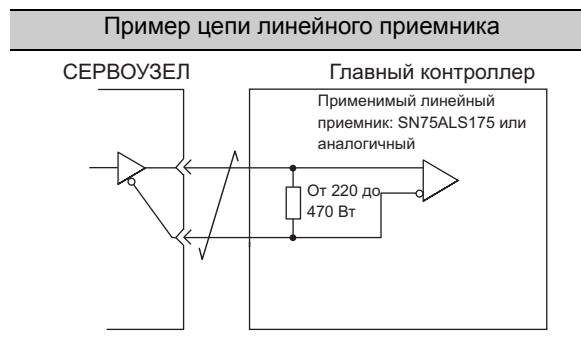 Пример цепи линейного приемника
СЕРВОУЗЕЛ
Главный контроллер
Применимый линейный
приемник: SN75ALS175 или
аналогичный
От 220 до
470 Вт